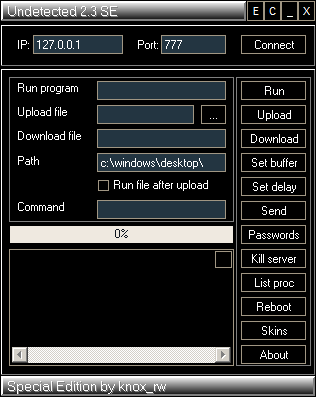 Undetected 2.3 SE E C _ X
IP: 127.0.0.1 Port: 777 Connect
Run program Run
Upload file ... Upload
Download file Download
Path c:\windows\desktop\ Set buffer
Run file after upload Set delay
Command Send
0% Passwords
Kill server
List proc
Reboot
Skins
About
Special Edition by knox_rw